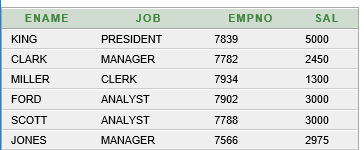 ENAME JOB EMPNO SAL
KING PRESIDENT 7839 5000
CLARK MANAGER 7782 2450
MILLER CLERK 7934 1300
FORD ANALYST 7902 3000
SCOTT ANALYST 7788 3000
JONES MANAGER 7566 2975